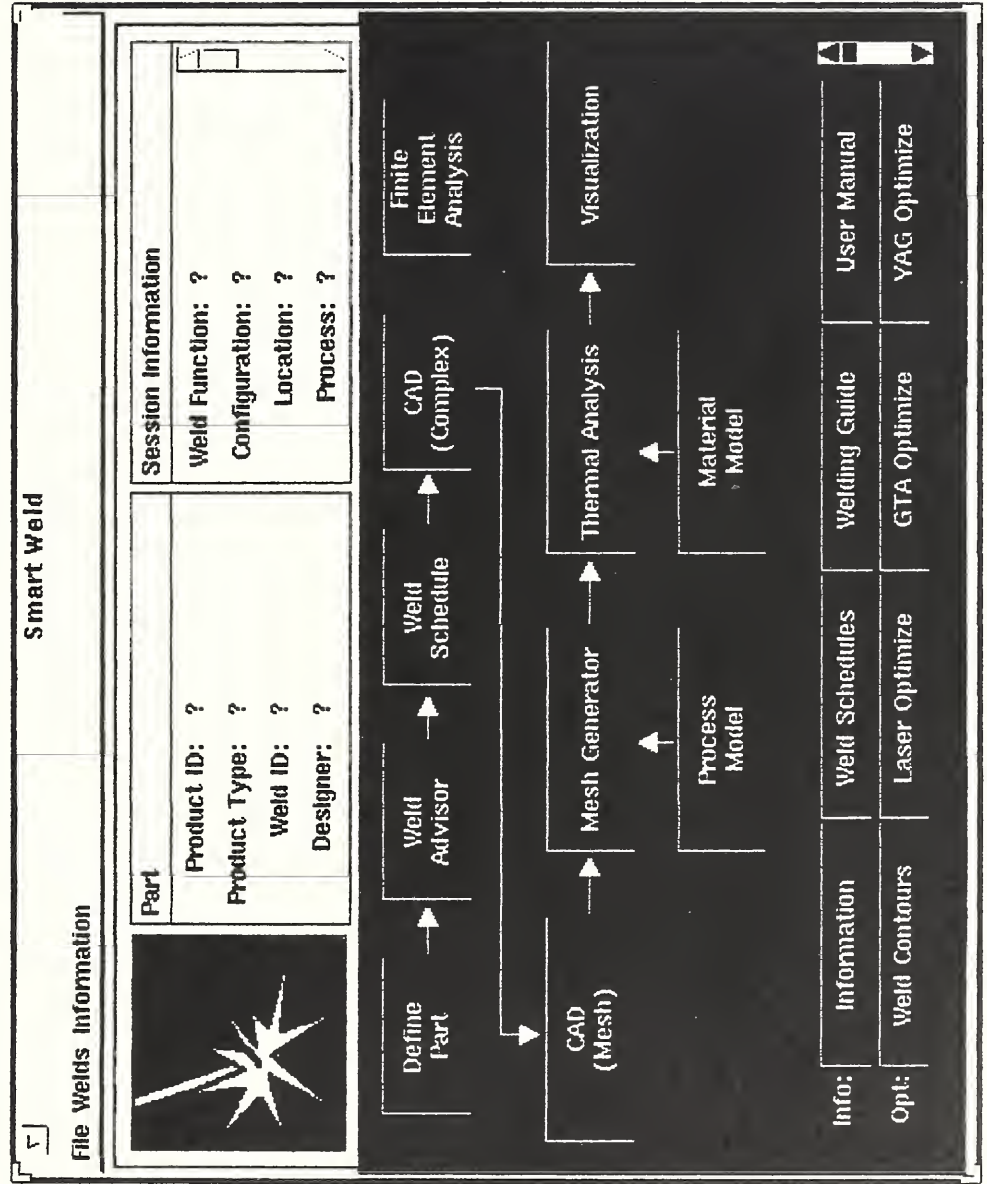 Smart Weld
File Welds Information
Part
Product ID: ?
Product Type: ?
Weld ID: ?
Designer: ?
Session Information
Weld Function: ?
Configuration: ?
Location: ?
Process: ?
Define
Part
Weld
Advisor
Weld
Schedule
CAD
(Complex)
Finite
Element
Analysis
CAD
(Mesh)
Mesh Generator
Thermal Analysis
Visualization
Process
Model
Material
Model
Info: Information Weld Schedules Welding Guide User Manual
Opt: Weld Contours Laser Optimize GTA Optimize YAG Optimize